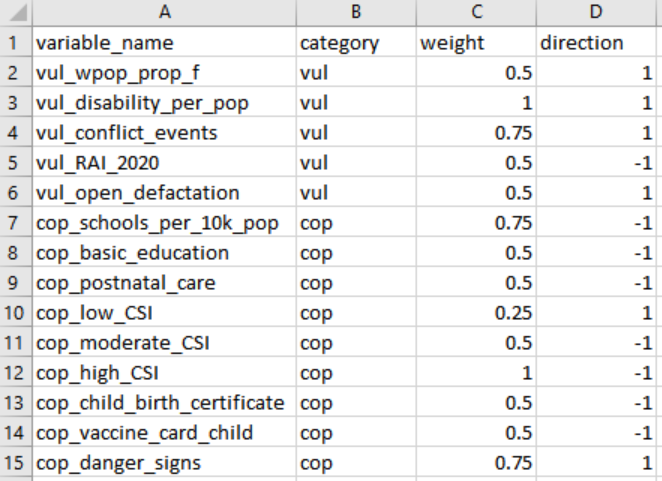 A B C D
1 variable_name category weight direction
2 vul_wpop_prop_f vul 0.5 1
3 vul_disability_per_pop vul 1 1
4 vul_conflict_events vul 0.75 1
5 vul_RAI_2020 vul 0.5 -1
6 vul_open_defactation vul 0.5 1
7 cop_schools_per_10k_pop cop 0.75 -1
8 cop_basic_education cop 0.5 -1
9 cop_postnatal_care cop 0.5 -1
10 cop_low_CSI cop 0.25 1
11 cop_moderate_CSI cop 0.5 -1
12 cop_high_CSI cop 1 -1
13 cop_child_birth_certificate cop 0.5 -1
14 cop_vaccine_card_child cop 0.5 -1
15 cop_danger_signs cop 0.75 1